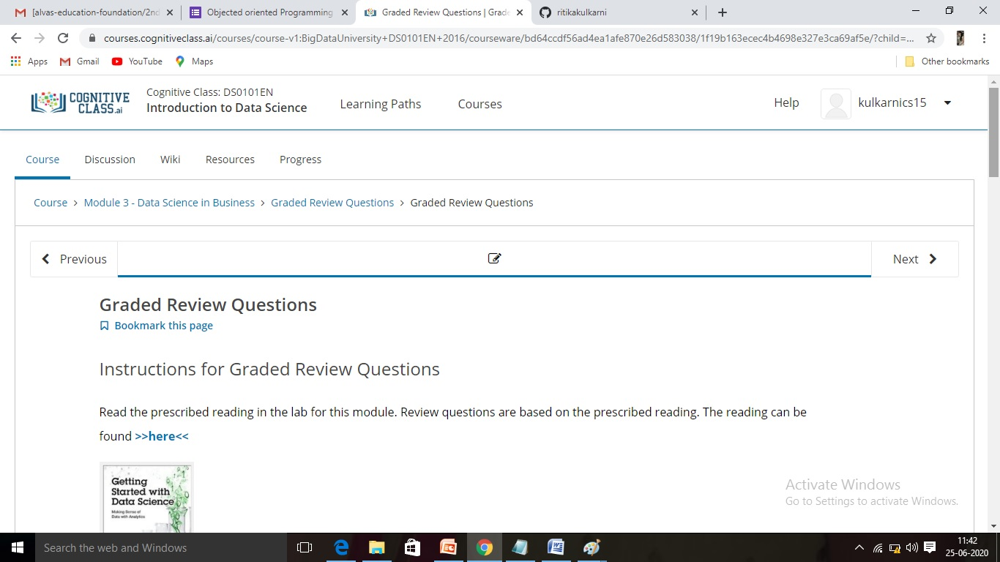 [alvas-education-foundation/2nd
Objected oriented Programming
Graded Review Questions | Grade
ritikakulkarni
courses.cognitiveclass.ai/courses/course-v1:BigDataUniversity+DS0101EN+2016/courseware/bd64ccdf56ad4ea1afe870e26d583038/1f19b163ecec4b4698e327e3ca69af5e/?child=...
Apps Gmail YouTube Maps Other bookmarks
COGNITIVE
CLASS.ai
Cognitive Class: DS0101EN
Introduction to Data Science
Learning Paths Courses Help kulkarnics15
Course Discussion Wiki Resources Progress
Course > Module 3 - Data Science in Business > Graded Review Questions > Graded Review Questions
Previous Next
Graded Review Questions
Bookmark this page
Instructions for Graded Review Questions
Read the prescribed reading in the lab for this module. Review questions are based on the prescribed reading. The reading can be
found >>here<<
Getting
Started with
Data Science
Making Sense of
Data with Analytics
Activate Windows
Go to Settings to activate Windows.
Search the web and Windows
11:42
25-06-2020